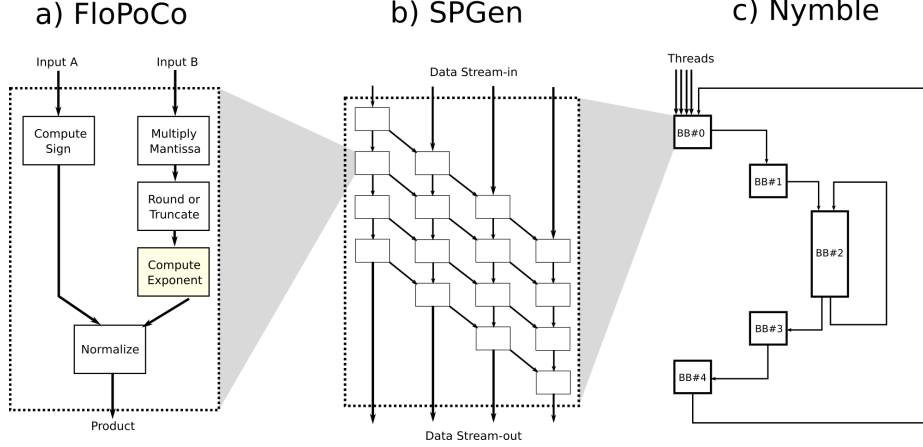 a) FloPoCo
b) SPGen
c) Nymble
Input A
Input B
Compute
Sign
Multiply
Mantissa
Round or
Truncate
Compute
Exponent
Normalize
Product
Data Stream-in
Data Stream-out
Threads
BB#0
BB#1
BB#2
BB#3
BB#4